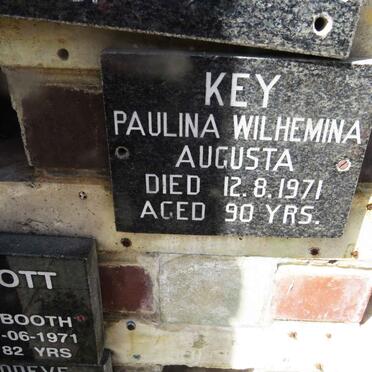 KEY
PAULINA WILHEMINA
AUGUSTA
DIED 12.8.1971
AGED 90 YRS.
OTT
BOOTH
-06-1971
82 YRS